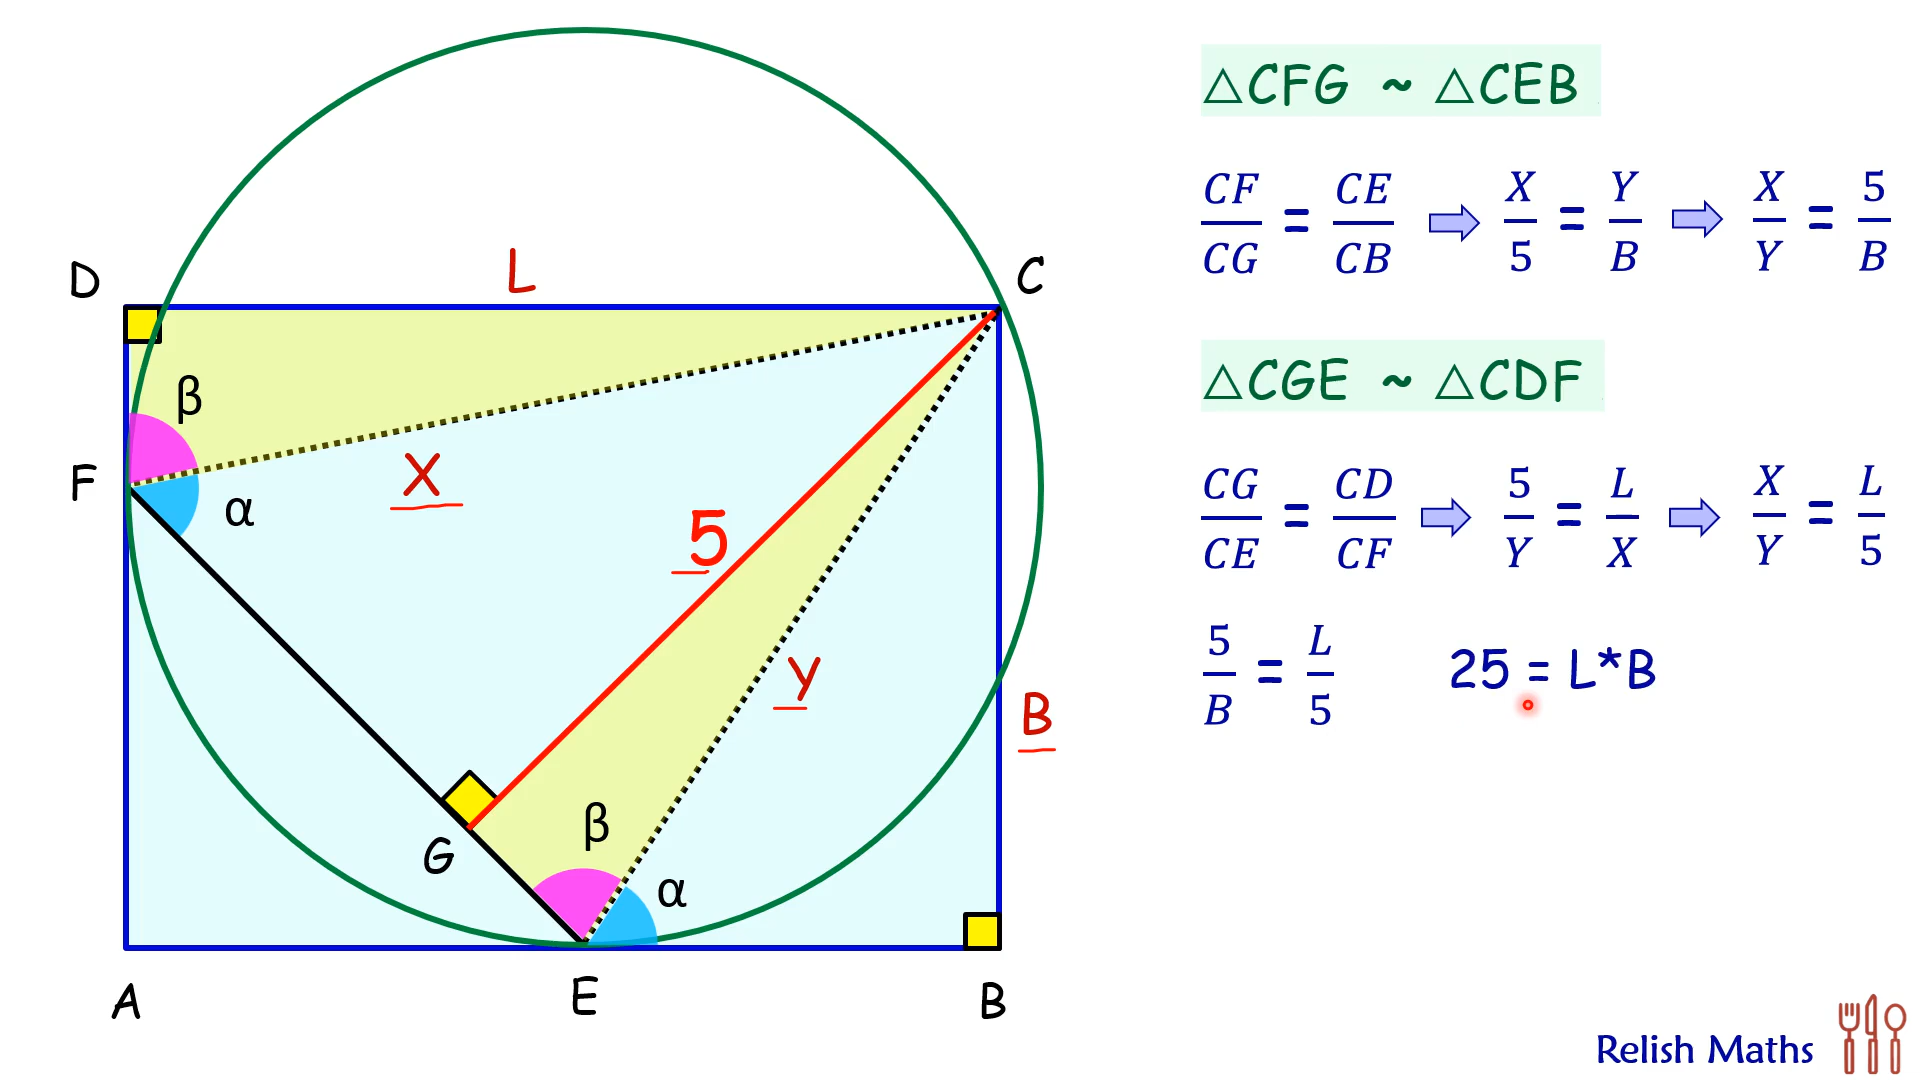 △CFG ~ △CEB
CF/CG = CE/CB ⇨ X/5 = Y/B ⇨ X/Y = 5/B
△CGE ~ △CDF
CG/CE = CD/CF ⇨ 5/Y = L/X ⇨ X/Y = L/5
5/B = L/5
25 = L*B
D
L
C
β
F
α
X
5
y
B
G
β
α
A
E
B
Relish Maths